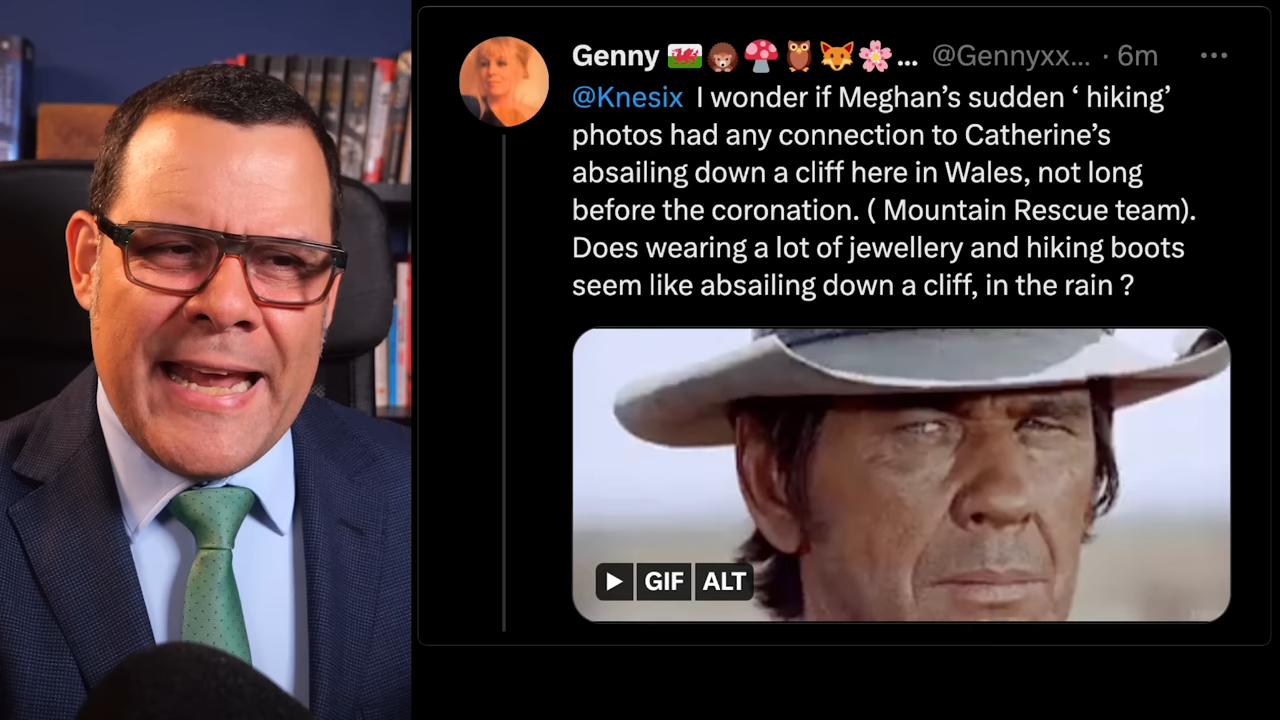 Genny 🏴󠁧󠁢󠁷󠁬󠁳󠁿🦔🍄🦉🦊🌸... @Gennyxx... · 6m ...
@Knesix I wonder if Meghan’s sudden ‘ hiking’
photos had any connection to Catherine’s
absailing down a cliff here in Wales, not long
before the coronation. ( Mountain Rescue team).
Does wearing a lot of jewellery and hiking boots
seem like absailing down a cliff, in the rain ?
GIF ALT